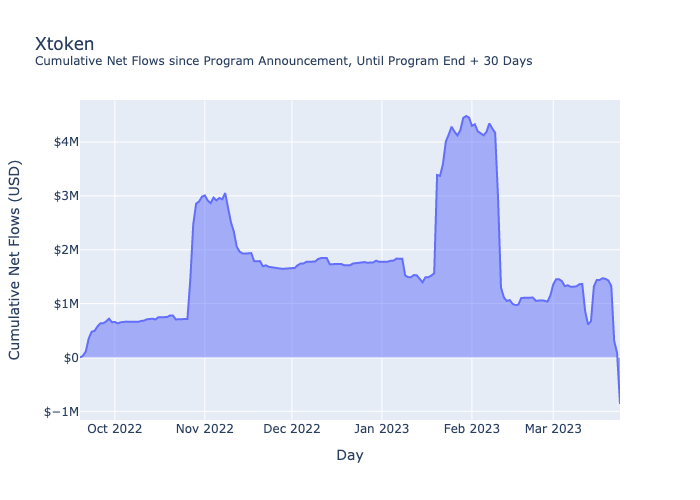 Xtoken
Cumulative Net Flows since Program Announcement, Until Program End + 30 Days
Cumulative Net Flows (USD)
$4M
$3M
$2M
$1M
$0
$−1M
Oct 2022
Nov 2022
Dec 2022
Jan 2023
Feb 2023
Mar 2023
Day